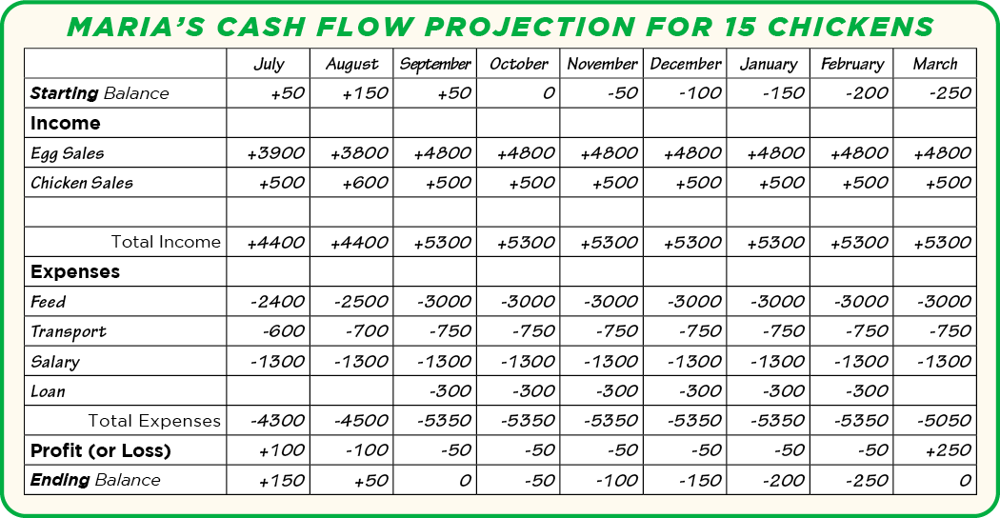 MARIA'S CASH FLOW PROJECTION FOR 15 CHICKENS
July August September October November December January February March
Starting Balance +50 +150 +50 0 -50 -100 -150 -200 -250
Income
Egg Sales +3900 +3800 +4800 +4800 +4800 +4800 +4800 +4800 +4800
Chicken Sales +500 +600 +500 +500 +500 +500 +500 +500 +500
Total Income +4400 +4400 +5300 +5300 +5300 +5300 +5300 +5300 +5300
Expenses
Feed -2400 -2500 -3000 -3000 -3000 -3000 -3000 -3000 -3000
Transport -600 -700 -750 -750 -750 -750 -750 -750 -750
Salary -1300 -1300 -1300 -1300 -1300 -1300 -1300 -1300 -1300
Loan -300 -300 -300 -300 -300 -300
Total Expenses -4300 -4500 -5350 -5350 -5350 -5350 -5350 -5350 -5050
Profit (or Loss) +100 -100 -50 -50 -50 -50 -50 -50 +250
Ending Balance +150 +50 0 -50 -100 -150 -200 -250 0